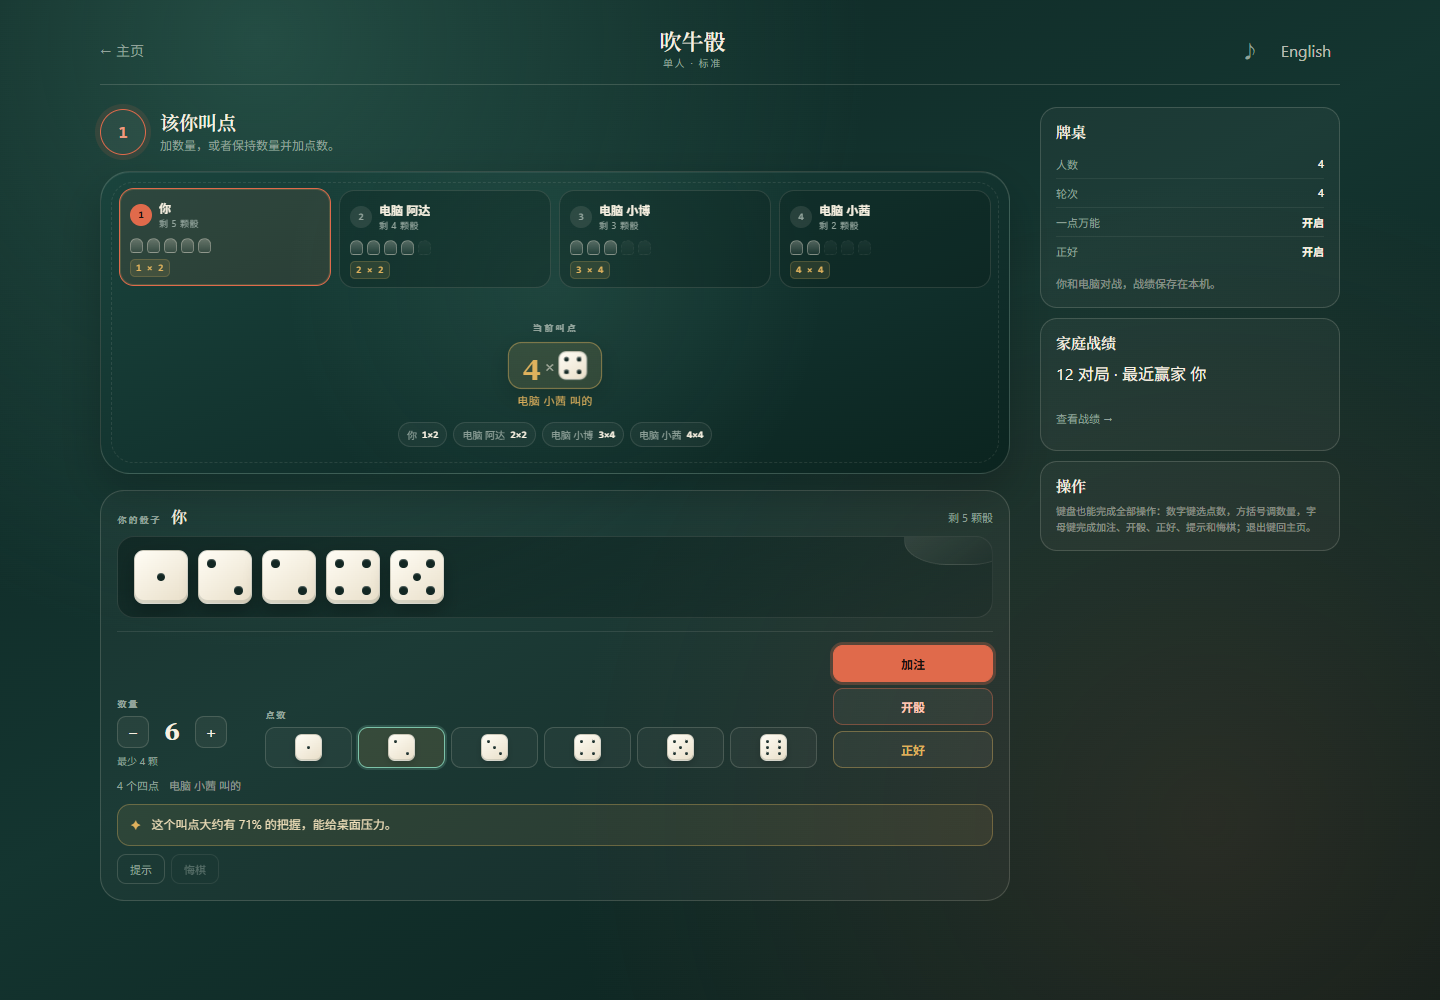 ← 主页
吹牛骰
单人 · 标准
♪ English
1
该你叫点
加数量，或者保持数量并加点数。
1 你
剩 5 颗骰
1 × 2
2 电脑 阿达
剩 4 颗骰
2 × 2
3 电脑 小博
剩 3 颗骰
3 × 4
4 电脑 小茜
剩 2 颗骰
4 × 4
当前叫点
4 ×
电脑 小茜 叫的
你 1×2 电脑 阿达 2×2 电脑 小博 3×4 电脑 小茜 4×4
你的骰子 你
剩 5 颗骰
数量
− 6 +
最少 4 颗
点数
加注
开骰
正好
4 个四点 电脑 小茜 叫的
✦ 这个叫点大约有 71% 的把握，能给桌面压力。
提示 悔棋
牌桌
人数 4
轮次 4
一点万能 开启
正好 开启
你和电脑对战，战绩保存在本机。
家庭战绩
12 对局 · 最近赢家 你
查看战绩 →
操作
键盘也能完成全部操作：数字键选点数，方括号调数量，字
母键完成加注、开骰、正好、提示和悔棋；退出键回主页。